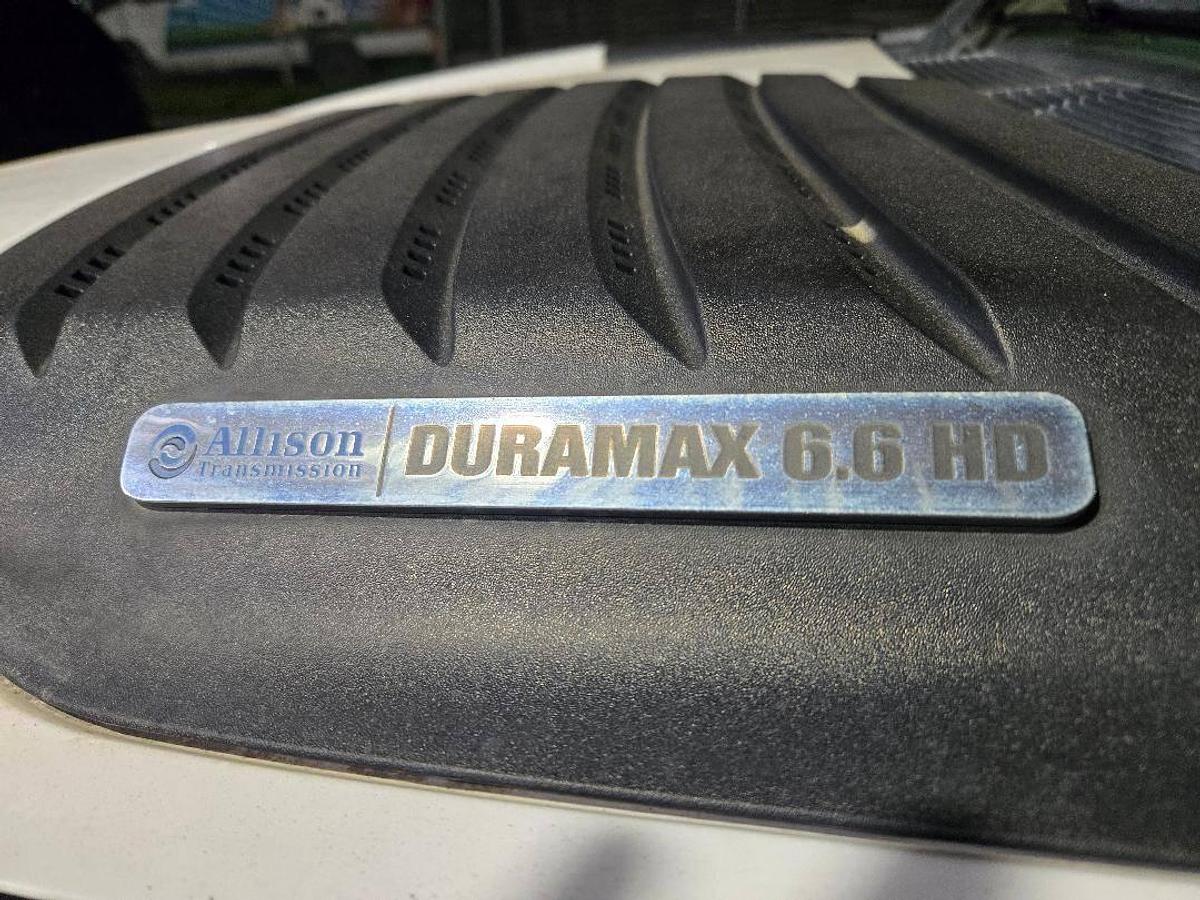 Allison
Transmission
DURAMAX 6.6 HD